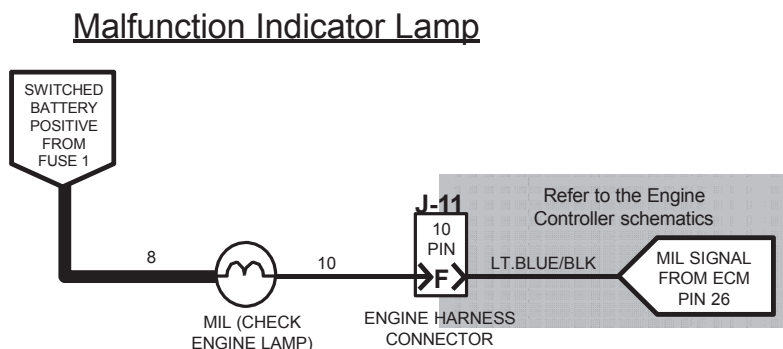 Malfunction Indicator Lamp
SWITCHED
BATTERY
POSITIVE
FROM
FUSE 1
8
MIL (CHECK
ENGINE LAMP)
10
J-11
10
PIN
F
ENGINE HARNESS
CONNECTOR
Refer to the Engine
Controller schematics
LT.BLUE/BLK
MIL SIGNAL
FROM ECM
PIN 26